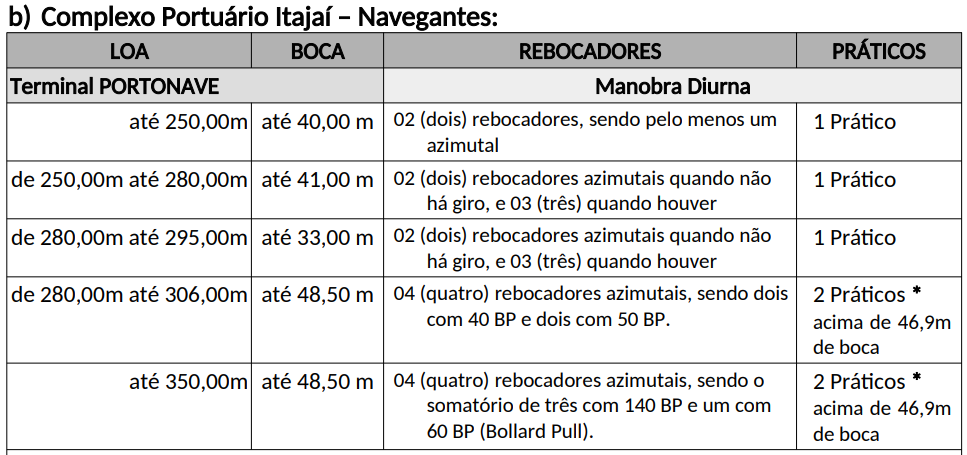 b) Complexo Portuário Itajaí – Navegantes:
LOA BOCA REBOCADORES PRÁTICOS
Terminal PORTONAVE Manobra Diurna
até 250,00m até 40,00 m 02 (dois) rebocadores, sendo pelo menos um 1 Prático
azimutal
de 250,00m até 280,00m até 41,00 m 02 (dois) rebocadores azimutais quando não 1 Prático
há giro, e 03 (três) quando houver
de 280,00m até 295,00m até 33,00 m 02 (dois) rebocadores azimutais quando não 1 Prático
há giro, e 03 (três) quando houver
de 280,00m até 306,00m até 48,50 m 04 (quatro) rebocadores azimutais, sendo dois 2 Práticos *
com 40 BP e dois com 50 BP. acima de 46,9m
de boca
até 350,00m até 48,50 m 04 (quatro) rebocadores azimutais, sendo o 2 Práticos *
somatório de três com 140 BP e um com acima de 46,9m
60 BP (Bollard Pull). de boca